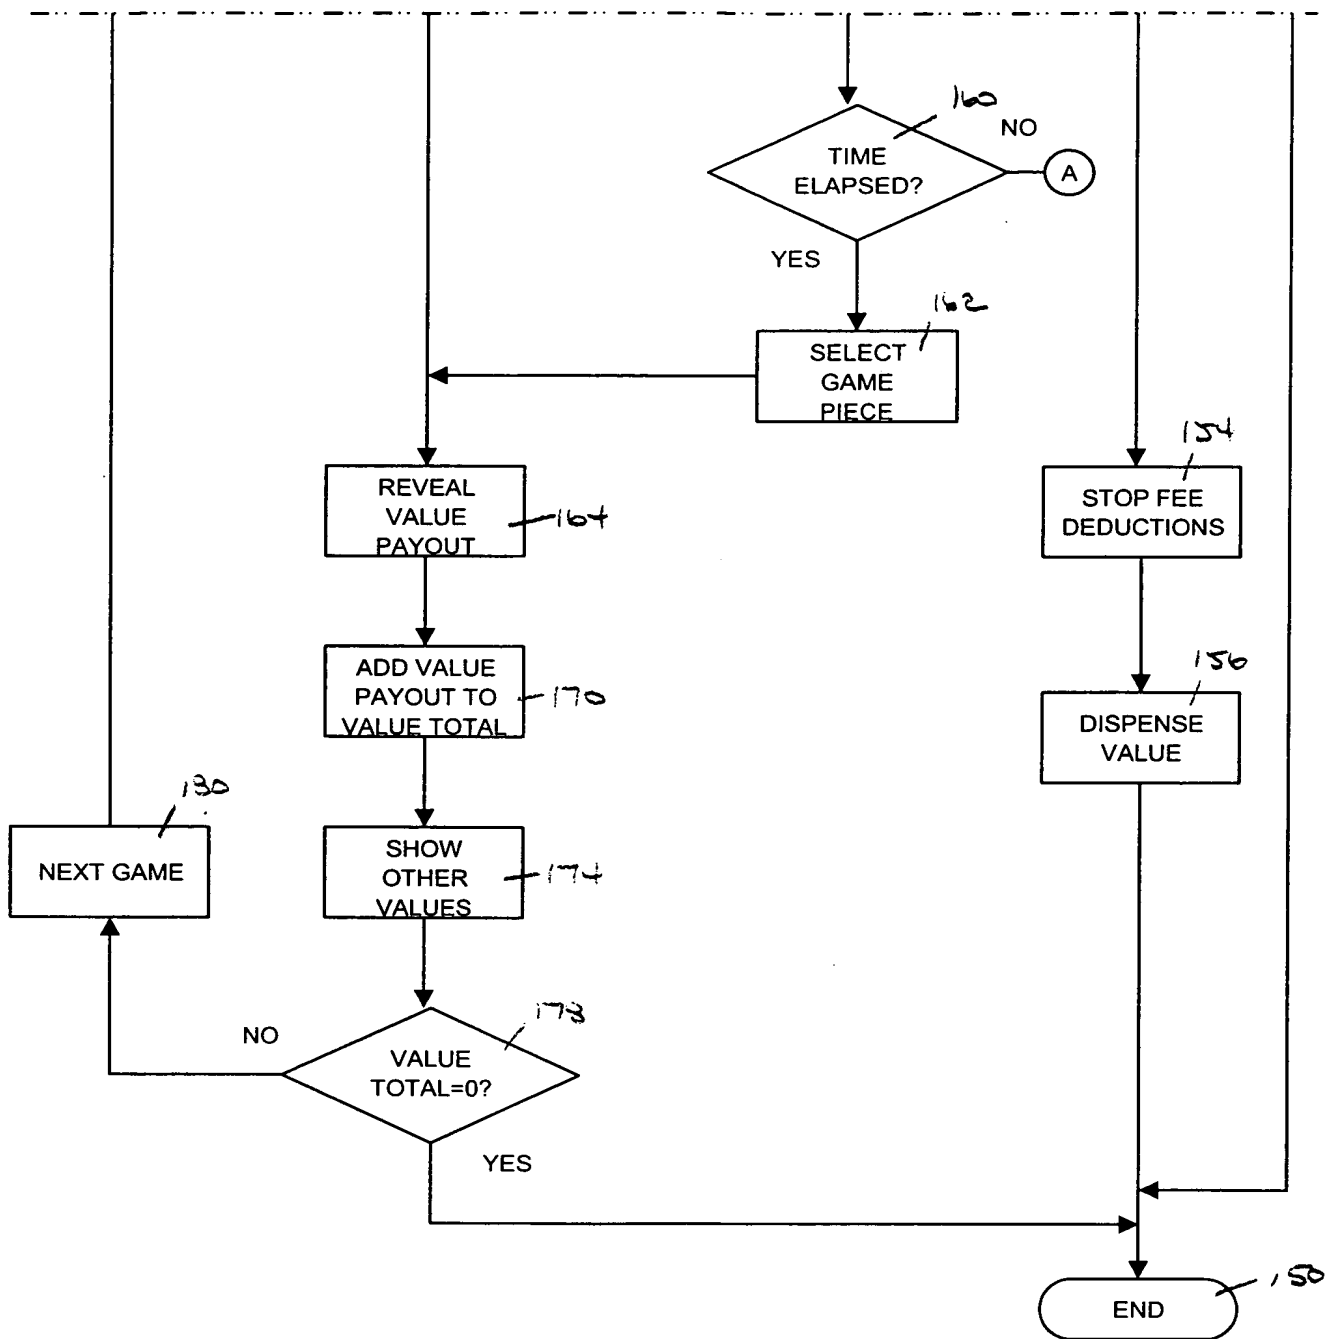 160
NO
TIME
ELAPSED?
A
YES
162
SELECT
GAME
PIECE
154
REVEAL
VALUE
PAYOUT
164
STOP FEE
DEDUCTIONS
ADD VALUE
PAYOUT TO
VALUE TOTAL
170
156
DISPENSE
VALUE
180
NEXT GAME
SHOW
OTHER
VALUES
174
178
NO
VALUE
TOTAL=0?
YES
150
END